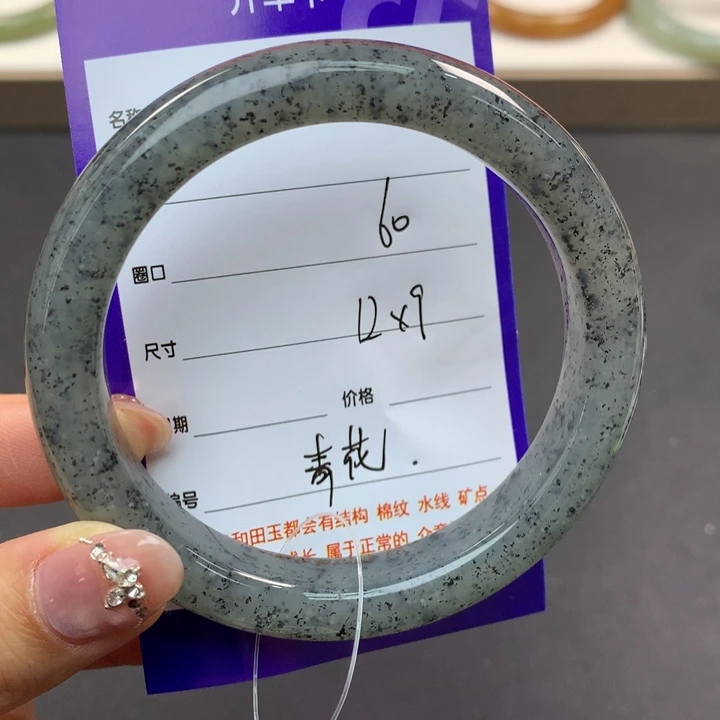 名称
60
圈口
12x9
尺寸
价格
期
青花.
编号
和田玉都会有结构 棉纹 水线 矿点
属于正常的